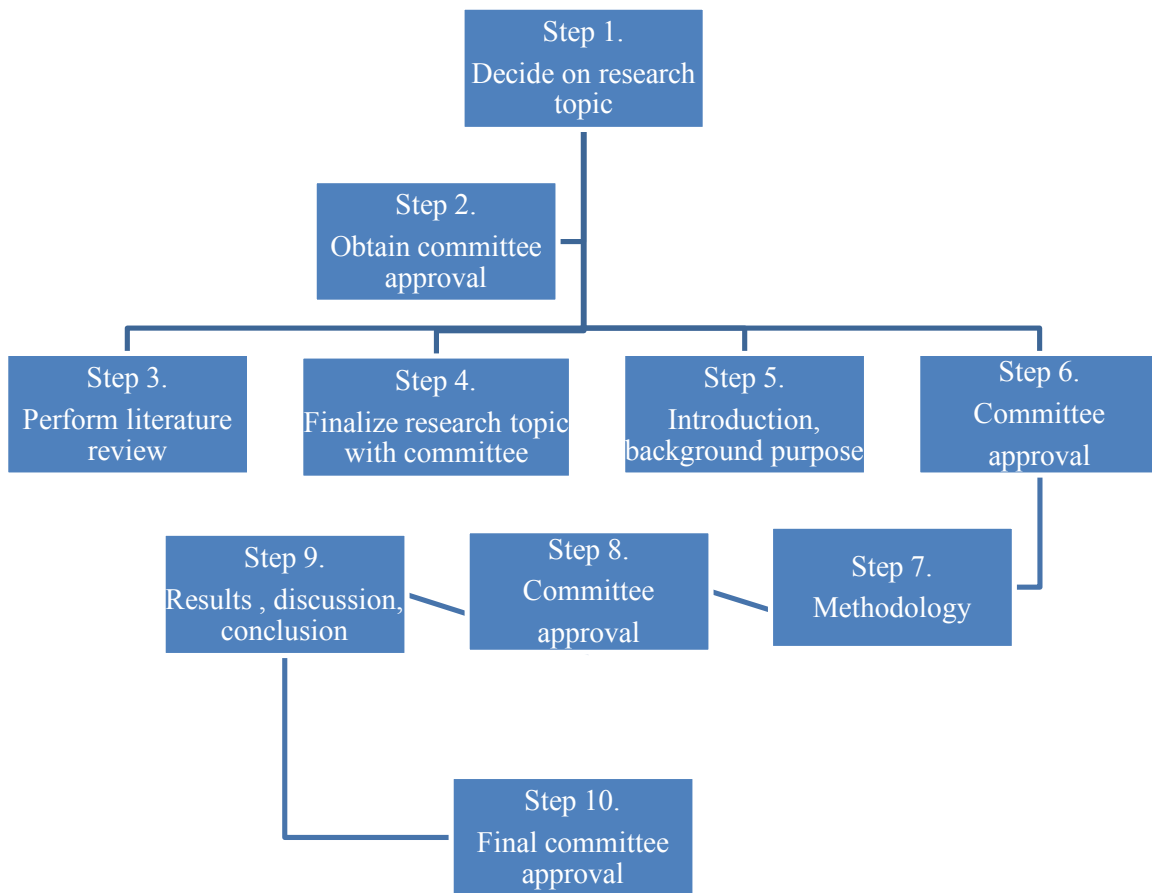 Step 1.
Decide on research
topic
Step 2.
Obtain committee
approval
Step 3.
Perform literature
review
Step 4.
Finalize research topic
with committee
Step 5.
Introduction,
background purpose
Step 6.
Committee
approval
Step 7.
Methodology
Step 8.
Committee
approval
Step 9.
Results , discussion,
conclusion
Step 10.
Final committee
approval